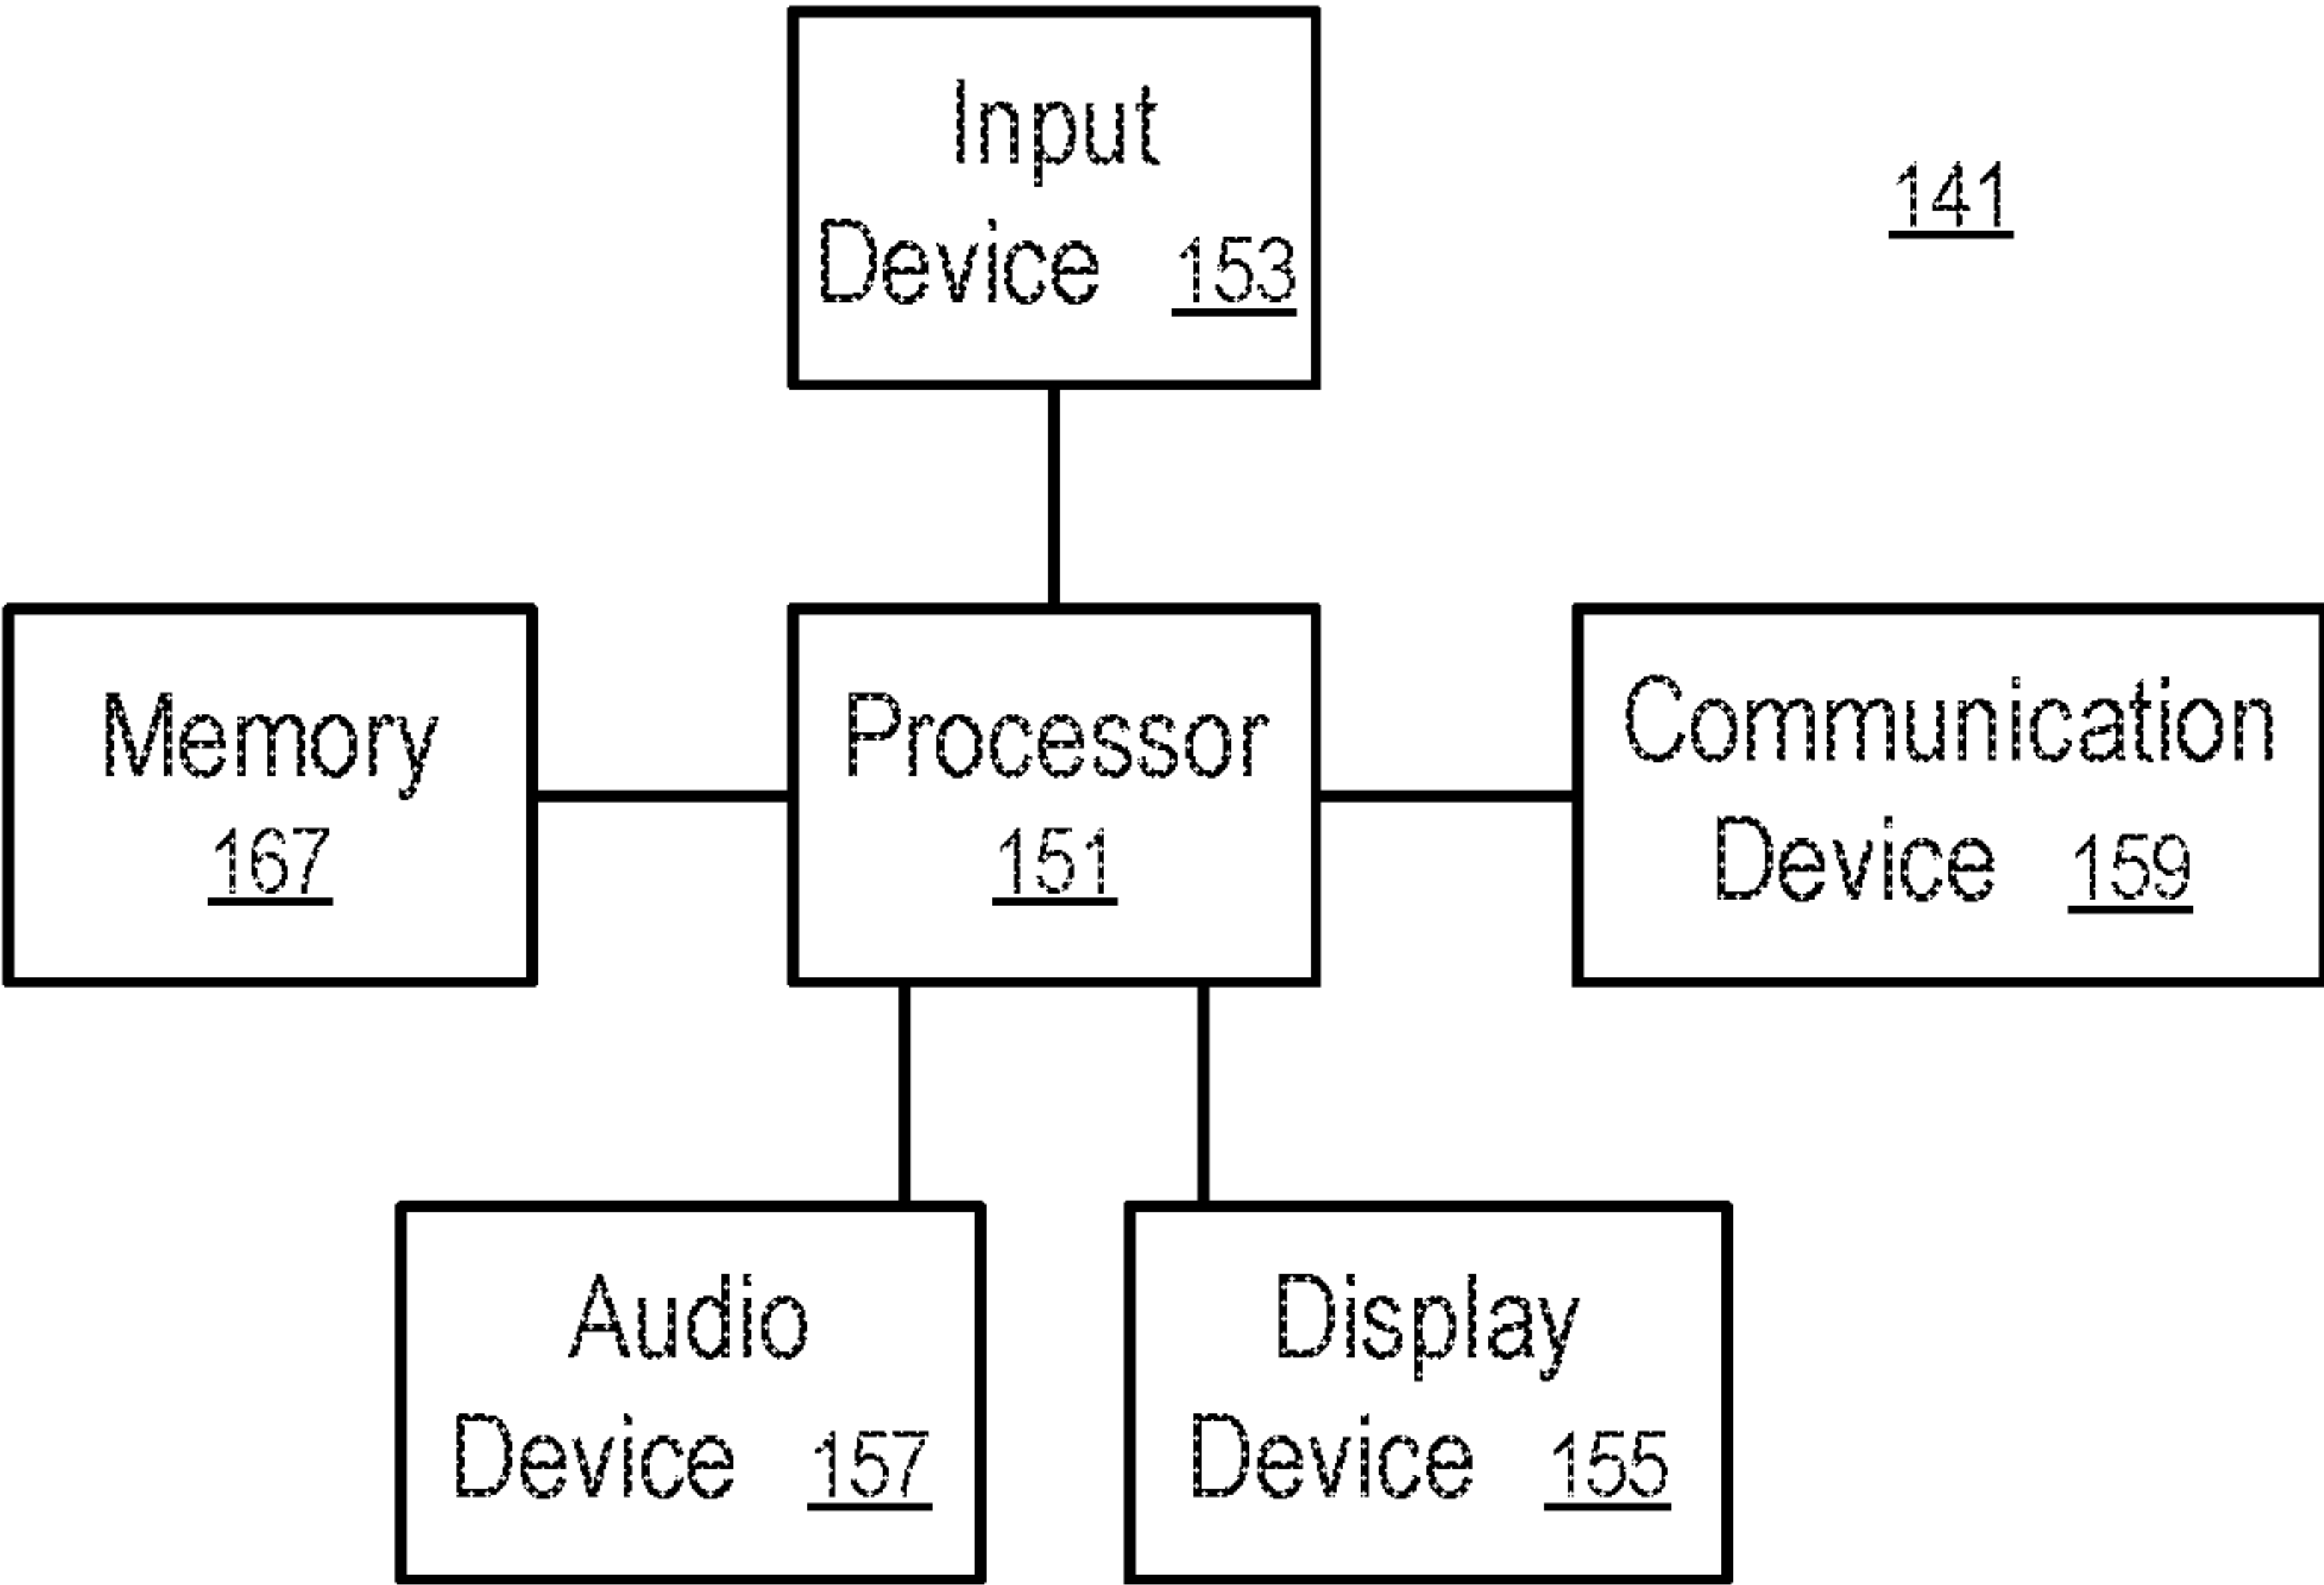 Input
Device 153
141
Memory
167
Processor
151
Communication
Device 159
Audio
Device 157
Display
Device 155